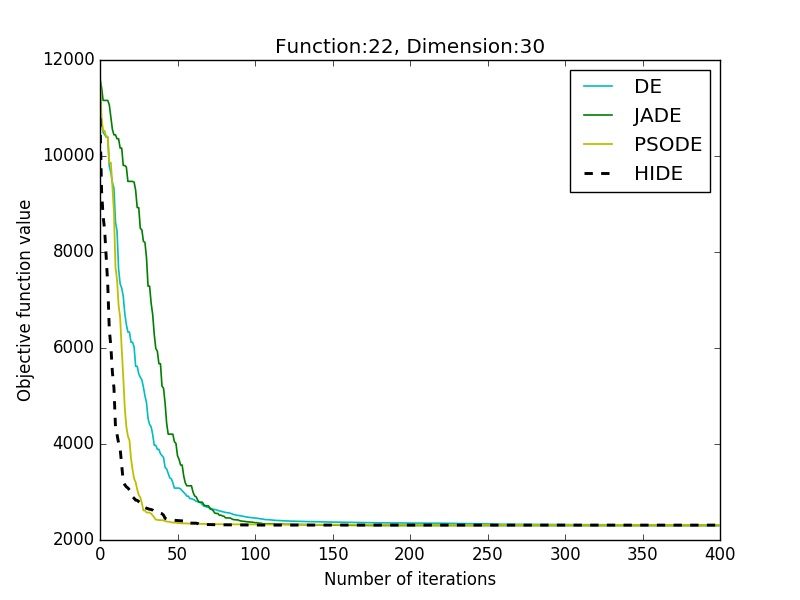 Function:22, Dimension:30
12000
10000
8000
6000
4000
2000
Objective function value
DE
JADE
PSODE
HIDE
0 50 100 150 200 250 300 350 400
Number of iterations